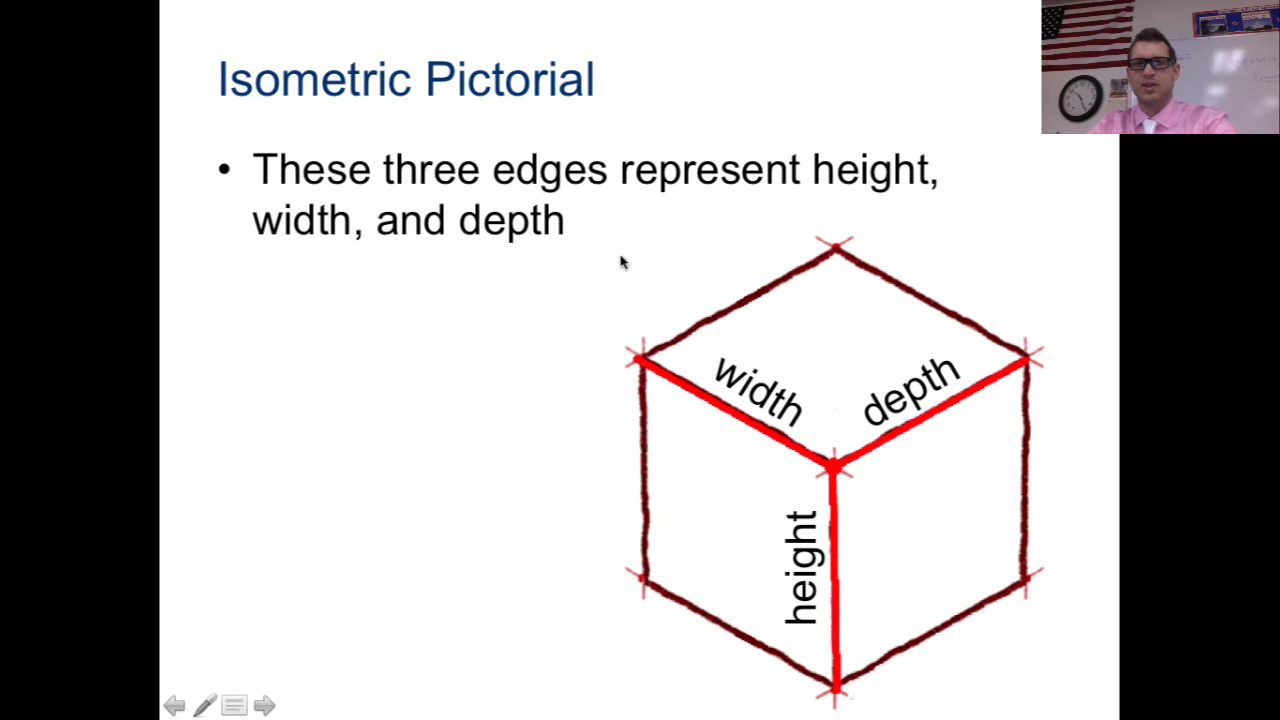 Isometric Pictorial
• These three edges represent height,
width, and depth
width
depth
height